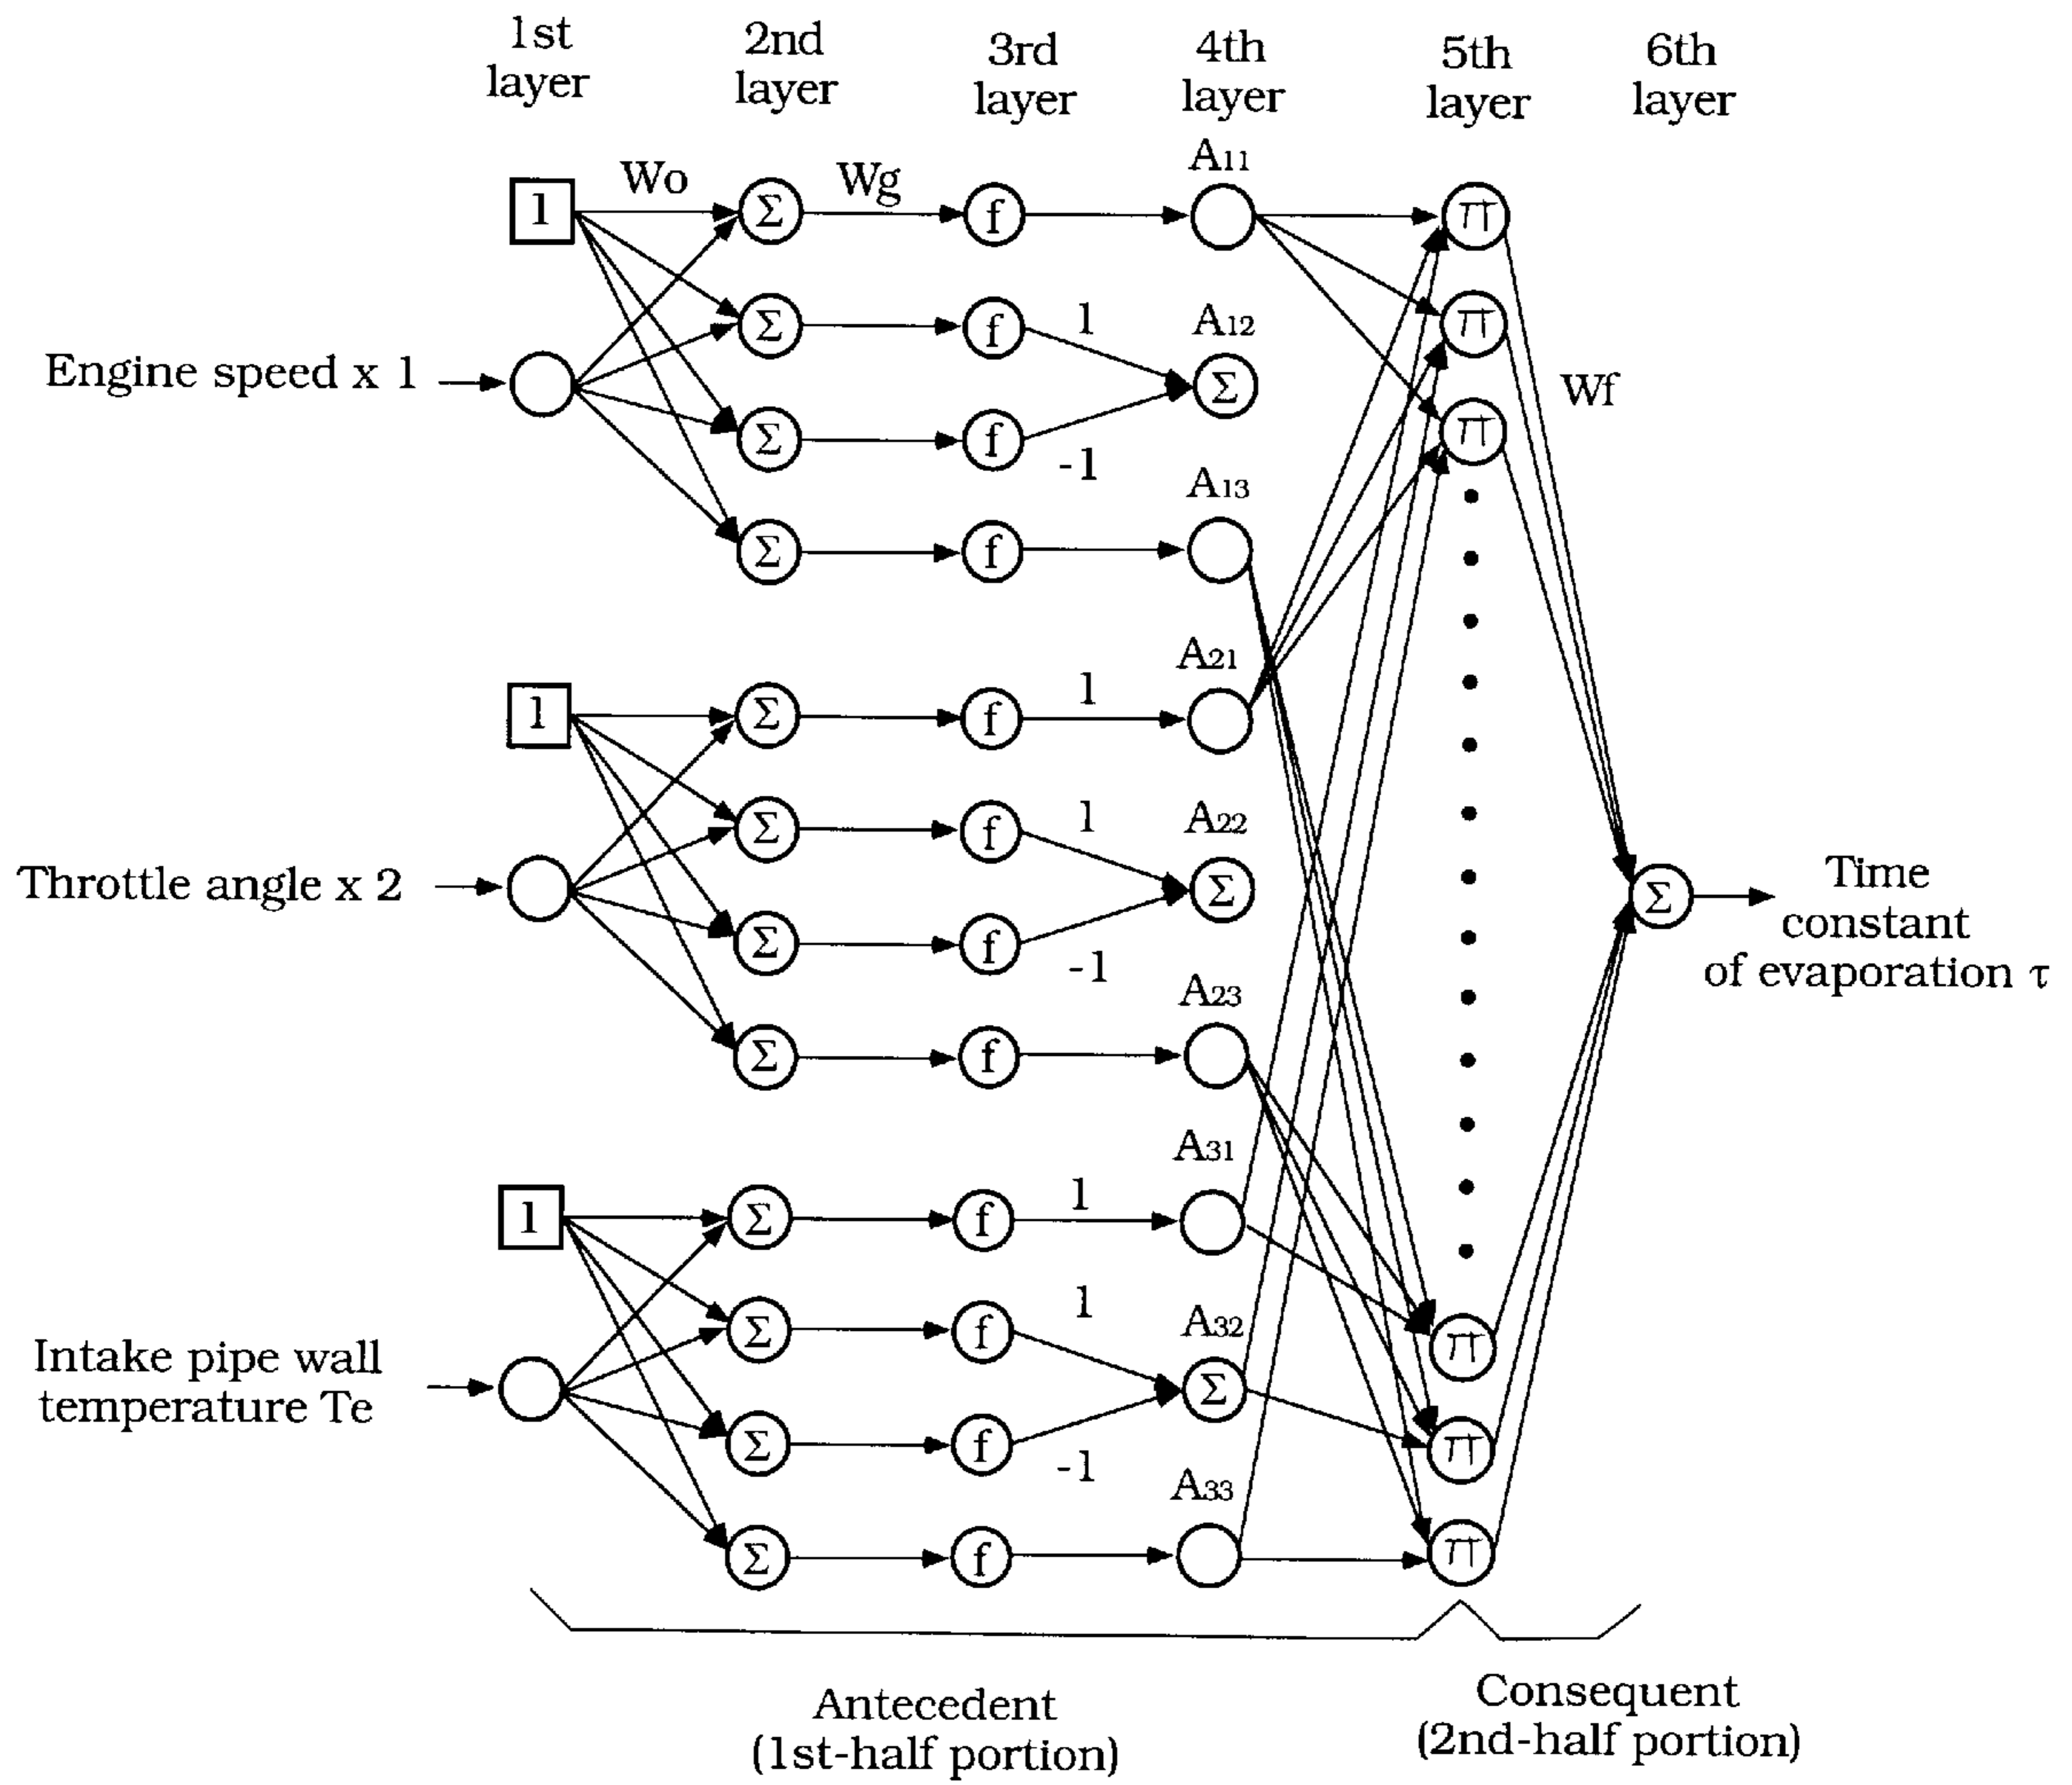 1st
layer
2nd
layer
3rd
layer
4th
layer
5th
layer
6th
layer
A11
1
Wo
Σ
Wg
f
π
A12
Σ
f
1
π
Engine speed x 1
Σ
Wf
Σ
f
-1
π
A13
Σ
f
A21
1
Σ
f
1
A22
Σ
f
1
Throttle angle x 2
Σ
Σ
Time
constant
of evaporation τ
Σ
f
-1
A23
Σ
f
A31
1
Σ
f
1
A32
Σ
f
1
π
Intake pipe wall
temperature Te
Σ
Σ
f
-1
π
A33
Σ
f
π
Antecedent
(1st-half portion)
Consequent
(2nd-half portion)